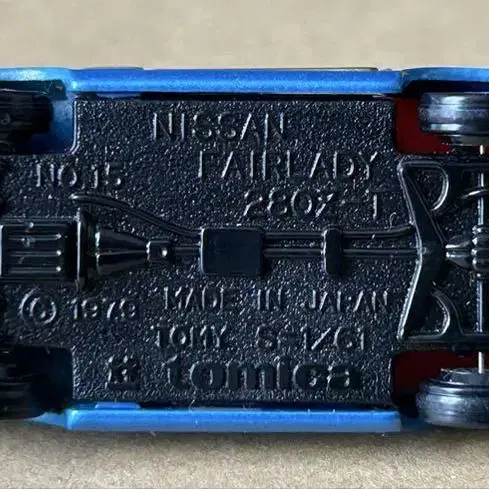 NISSAN
FAIRLADY
280Z-T
NO.15
© 1979
MADE IN JAPAN
TOMY S=1/61
tomica